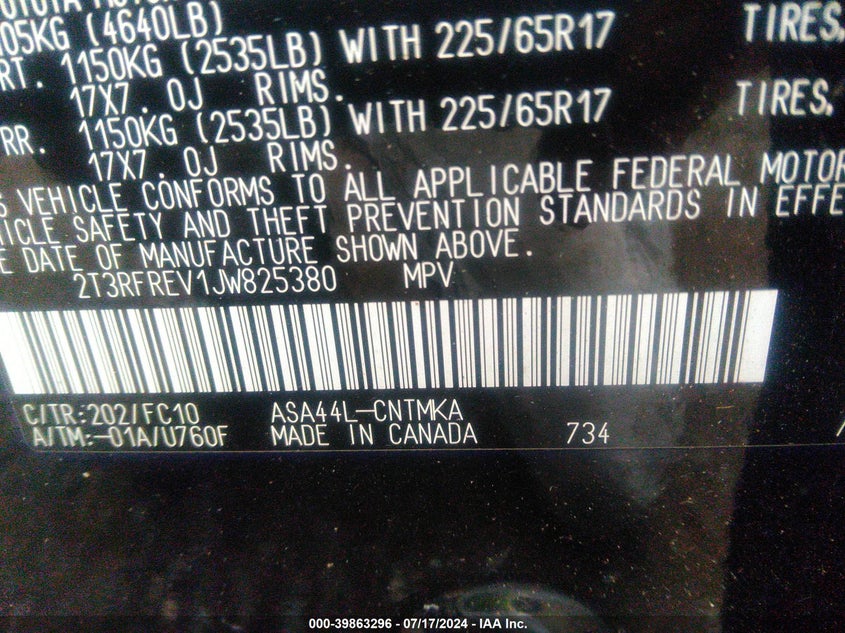 105KG (4640LB)
RT. 1150KG (2535LB) WITH 225/65R17 TIRES,
17X7.0J RIMS.
RR. 1150KG (2535LB) WITH 225/65R17 TIRES,
17X7.0J RIMS.
S VEHICLE CONFORMS TO ALL APPLICABLE FEDERAL MOTOR
ICLE SAFETY AND THEFT PREVENTION STANDARDS IN EFFE
E DATE OF MANUFACTURE SHOWN ABOVE.
2T3RFREV1JW825380 MPV
C/TR:202/FC10 ASA44L-CNTMKA
A/TM:-01A/U760F MADE IN CANADA 734
000-39863296 - 07/17/2024 - IAA Inc.